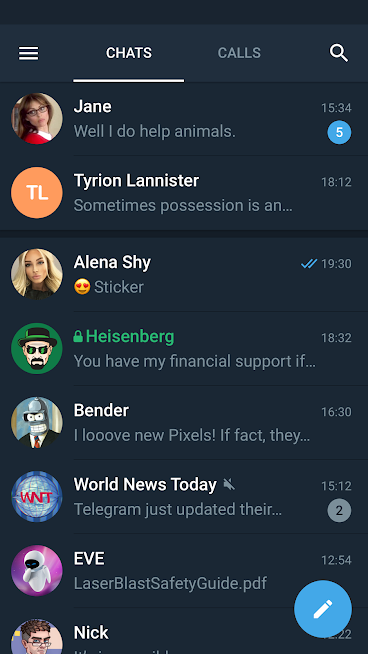 CHATS CALLS
Jane 15:34
Well I do help animals. 5
TL
Tyrion Lannister 18:12
Sometimes possession is an…
Alena Shy 19:30
😍 Sticker
Heisenberg 18:32
You have my financial support if…
Bender 16:30
I looove new Pixels! If fact, they…
WNT
World News Today 15:12
Telegram just updated their… 2
EVE 12:54
LaserBlastSafetyGuide.pdf
Nick 2:22